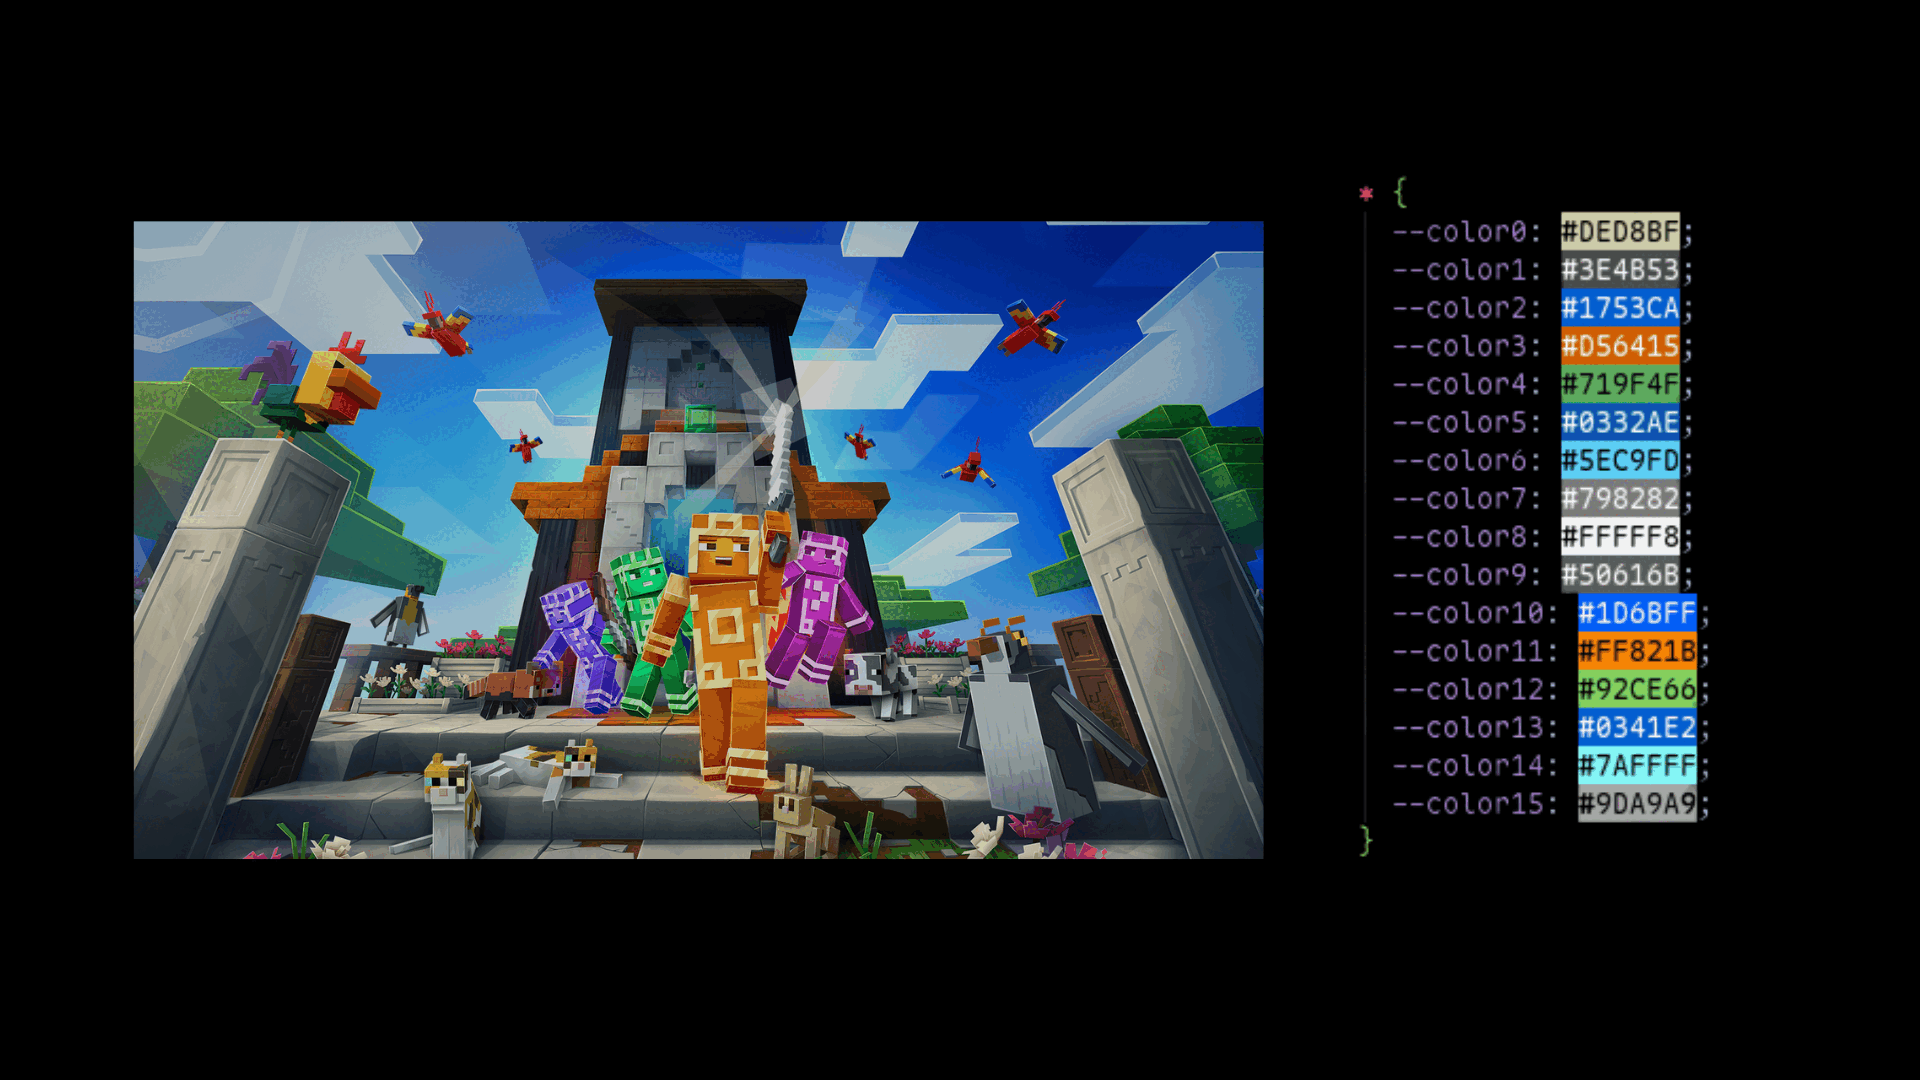 * {
--color0: #DED8BF;
--color1: #3E4B53;
--color2: #1753CA;
--color3: #D56415;
--color4: #719F4F;
--color5: #0332AE;
--color6: #5EC9FD;
--color7: #798282;
--color8: #FFFFF8;
--color9: #50616B;
--color10: #1D6BFF;
--color11: #FF821B;
--color12: #92CE66;
--color13: #0341E2;
--color14: #7AFFFF;
--color15: #9DA9A9;
}